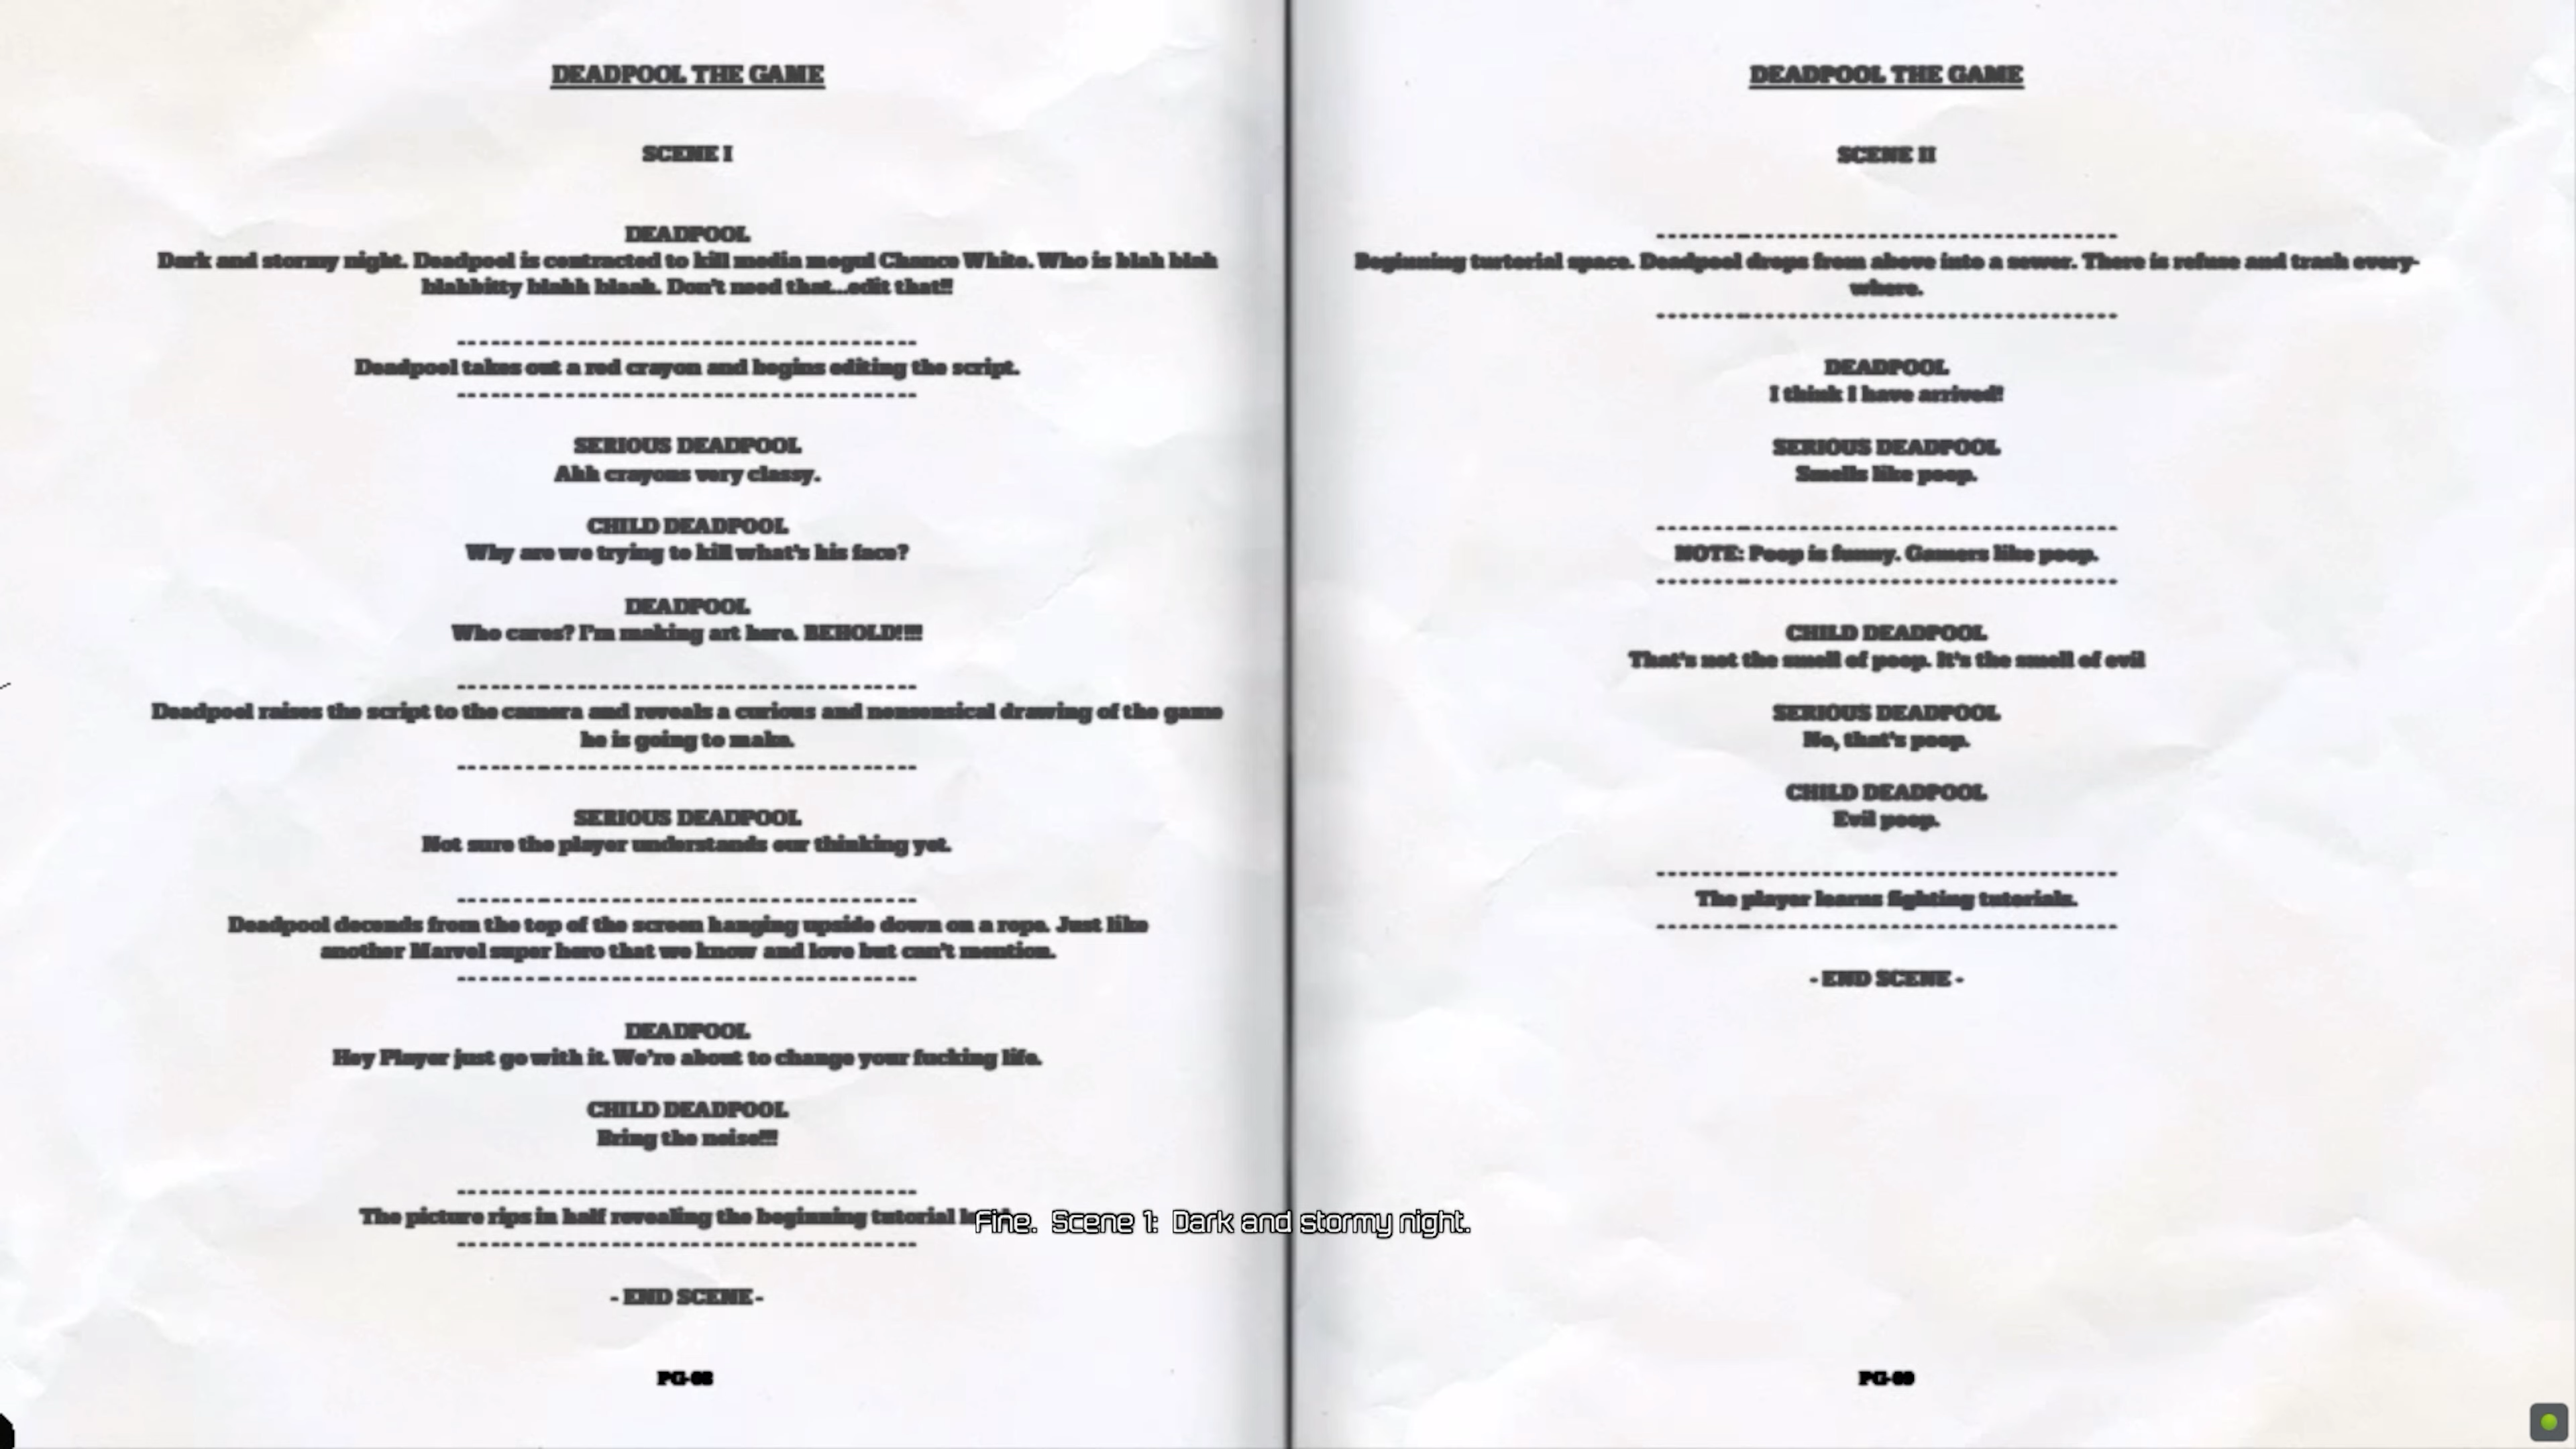 DEADPOOL THE GAME
SCENE I
DEADPOOL
Dark and stormy night. Deadpool is contracted to kill media mogul Chance White. Who is blah blah
blahbitty blahh blaah. Don't need that...edit that!!
----------------------------------------
Deadpool takes out a red crayon and begins editing the script.
----------------------------------------
SERIOUS DEADPOOL
Ahh crayons very classy.
CHILD DEADPOOL
Why are we trying to kill what's his face?
DEADPOOL
Who cares? I'm making art here. BEHOLD!!!!
----------------------------------------
Deadpool raises the script to the camera and reveals a curious and nonsensical drawing of the game
he is going to make.
----------------------------------------
SERIOUS DEADPOOL
Not sure the player understands our thinking yet.
----------------------------------------
Deadpool decends from the top of the screen hanging upside down on a rope. Just like
another Marvel super hero that we know and love but can't mention.
----------------------------------------
DEADPOOL
Hey Player just go with it. We're about to change your fucking life.
CHILD DEADPOOL
Bring the noise!!!
----------------------------------------
The picture rips in half revealing the beginning tutorial
----------------------------------------
- END SCENE -
PG-08
DEADPOOL THE GAME
SCENE II
----------------------------------------
Beginning turtorial space. Deadpool drops from above into a sewer. There is refuse and trash every-
where.
----------------------------------------
DEADPOOL
I think I have arrived!
SERIOUS DEADPOOL
Smells like poop.
----------------------------------------
NOTE: Poop is funny. Gamers like poop.
----------------------------------------
CHILD DEADPOOL
That's not the smell of poop. It's the smell of evil
SERIOUS DEADPOOL
No, that's poop.
CHILD DEADPOOL
Evil poop.
----------------------------------------
The player learns fighting tutorials.
----------------------------------------
- END SCENE -
PG-09
Fine. Scene 1: Dark and stormy night.